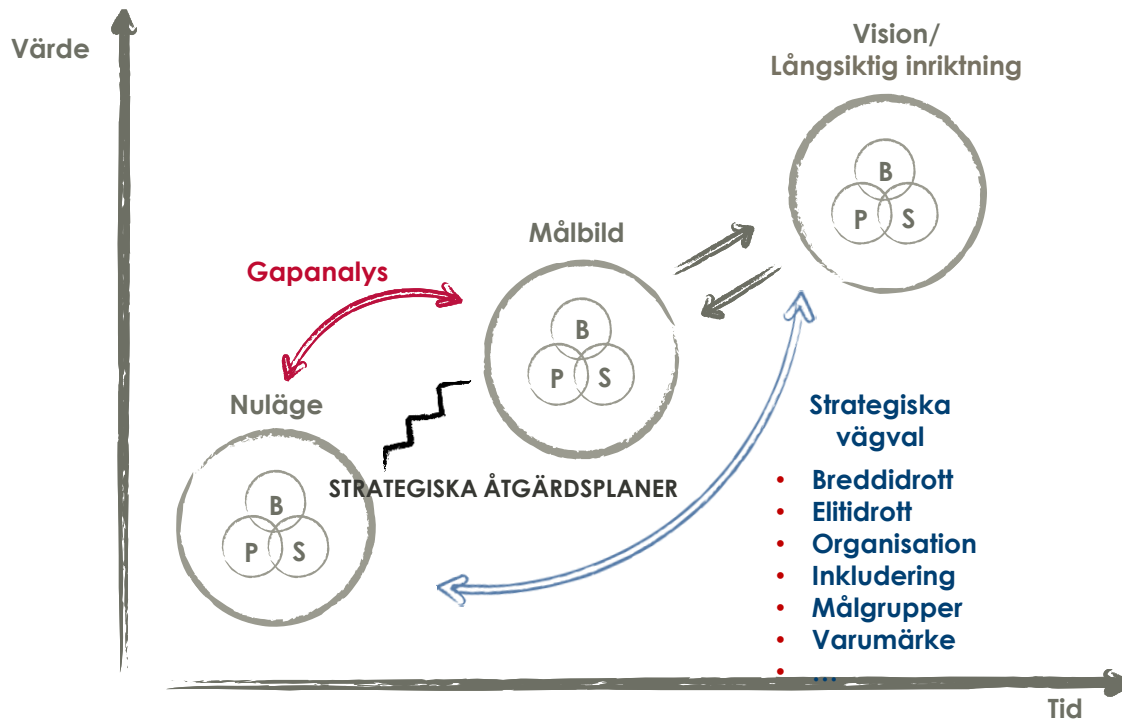 Värde
Vision/
Långsiktig inriktning
B
P S
Målbild
Gapanalys
B
P S
Nuläge
Strategiska
vägval
STRATEGISKA ÅTGÄRDSPLANER
B
P S
• Breddidrott
• Elitidrott
• Organisation
• Inkludering
• Målgrupper
• Varumärke
• ...
Tid